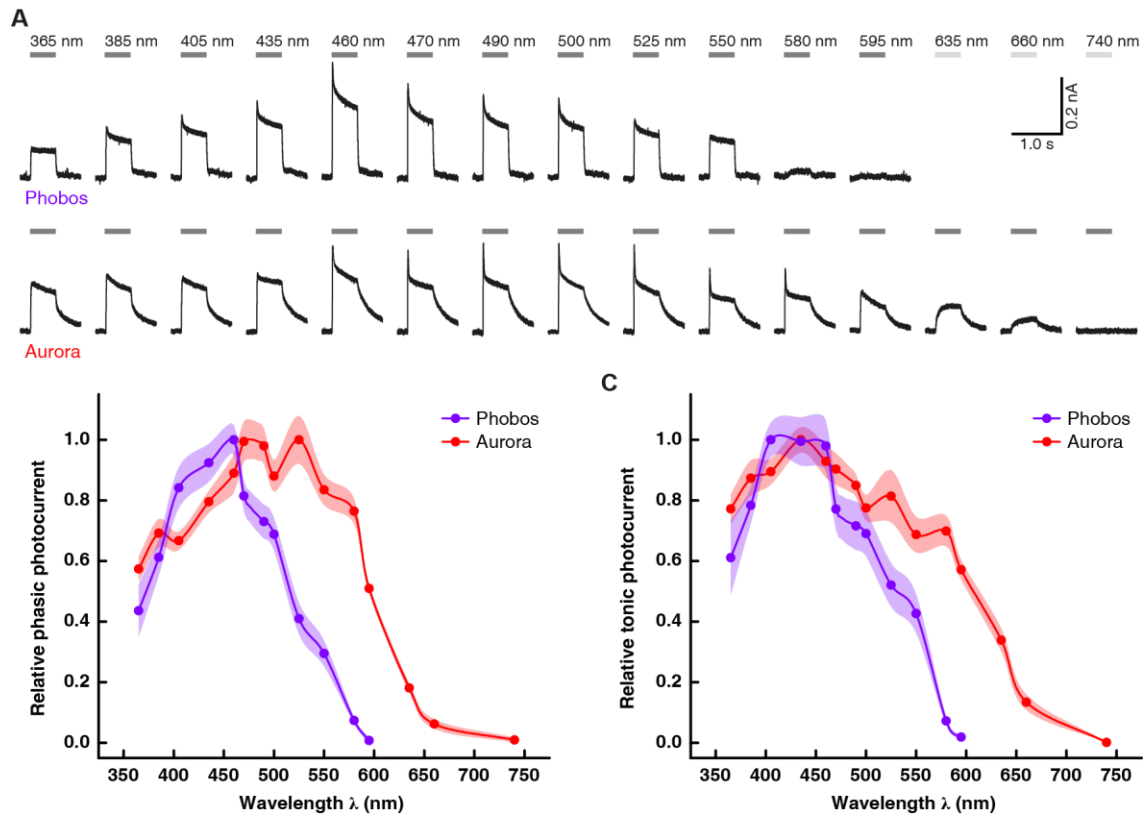 A
365 nm 385 nm 405 nm 435 nm 460 nm 470 nm 490 nm 500 nm 525 nm 550 nm 580 nm 595 nm 635 nm 660 nm 740 nm
0.2 nA
1.0 s
Phobos
Aurora
Phobos
Aurora
Relative phasic photocurrent
1.0
0.8
0.6
0.4
0.2
0.0
350 400 450 500 550 600 650 700 750
Wavelength λ (nm)
C
Phobos
Aurora
Relative tonic photocurrent
1.0
0.8
0.6
0.4
0.2
0.0
350 400 450 500 550 600 650 700 750
Wavelength λ (nm)